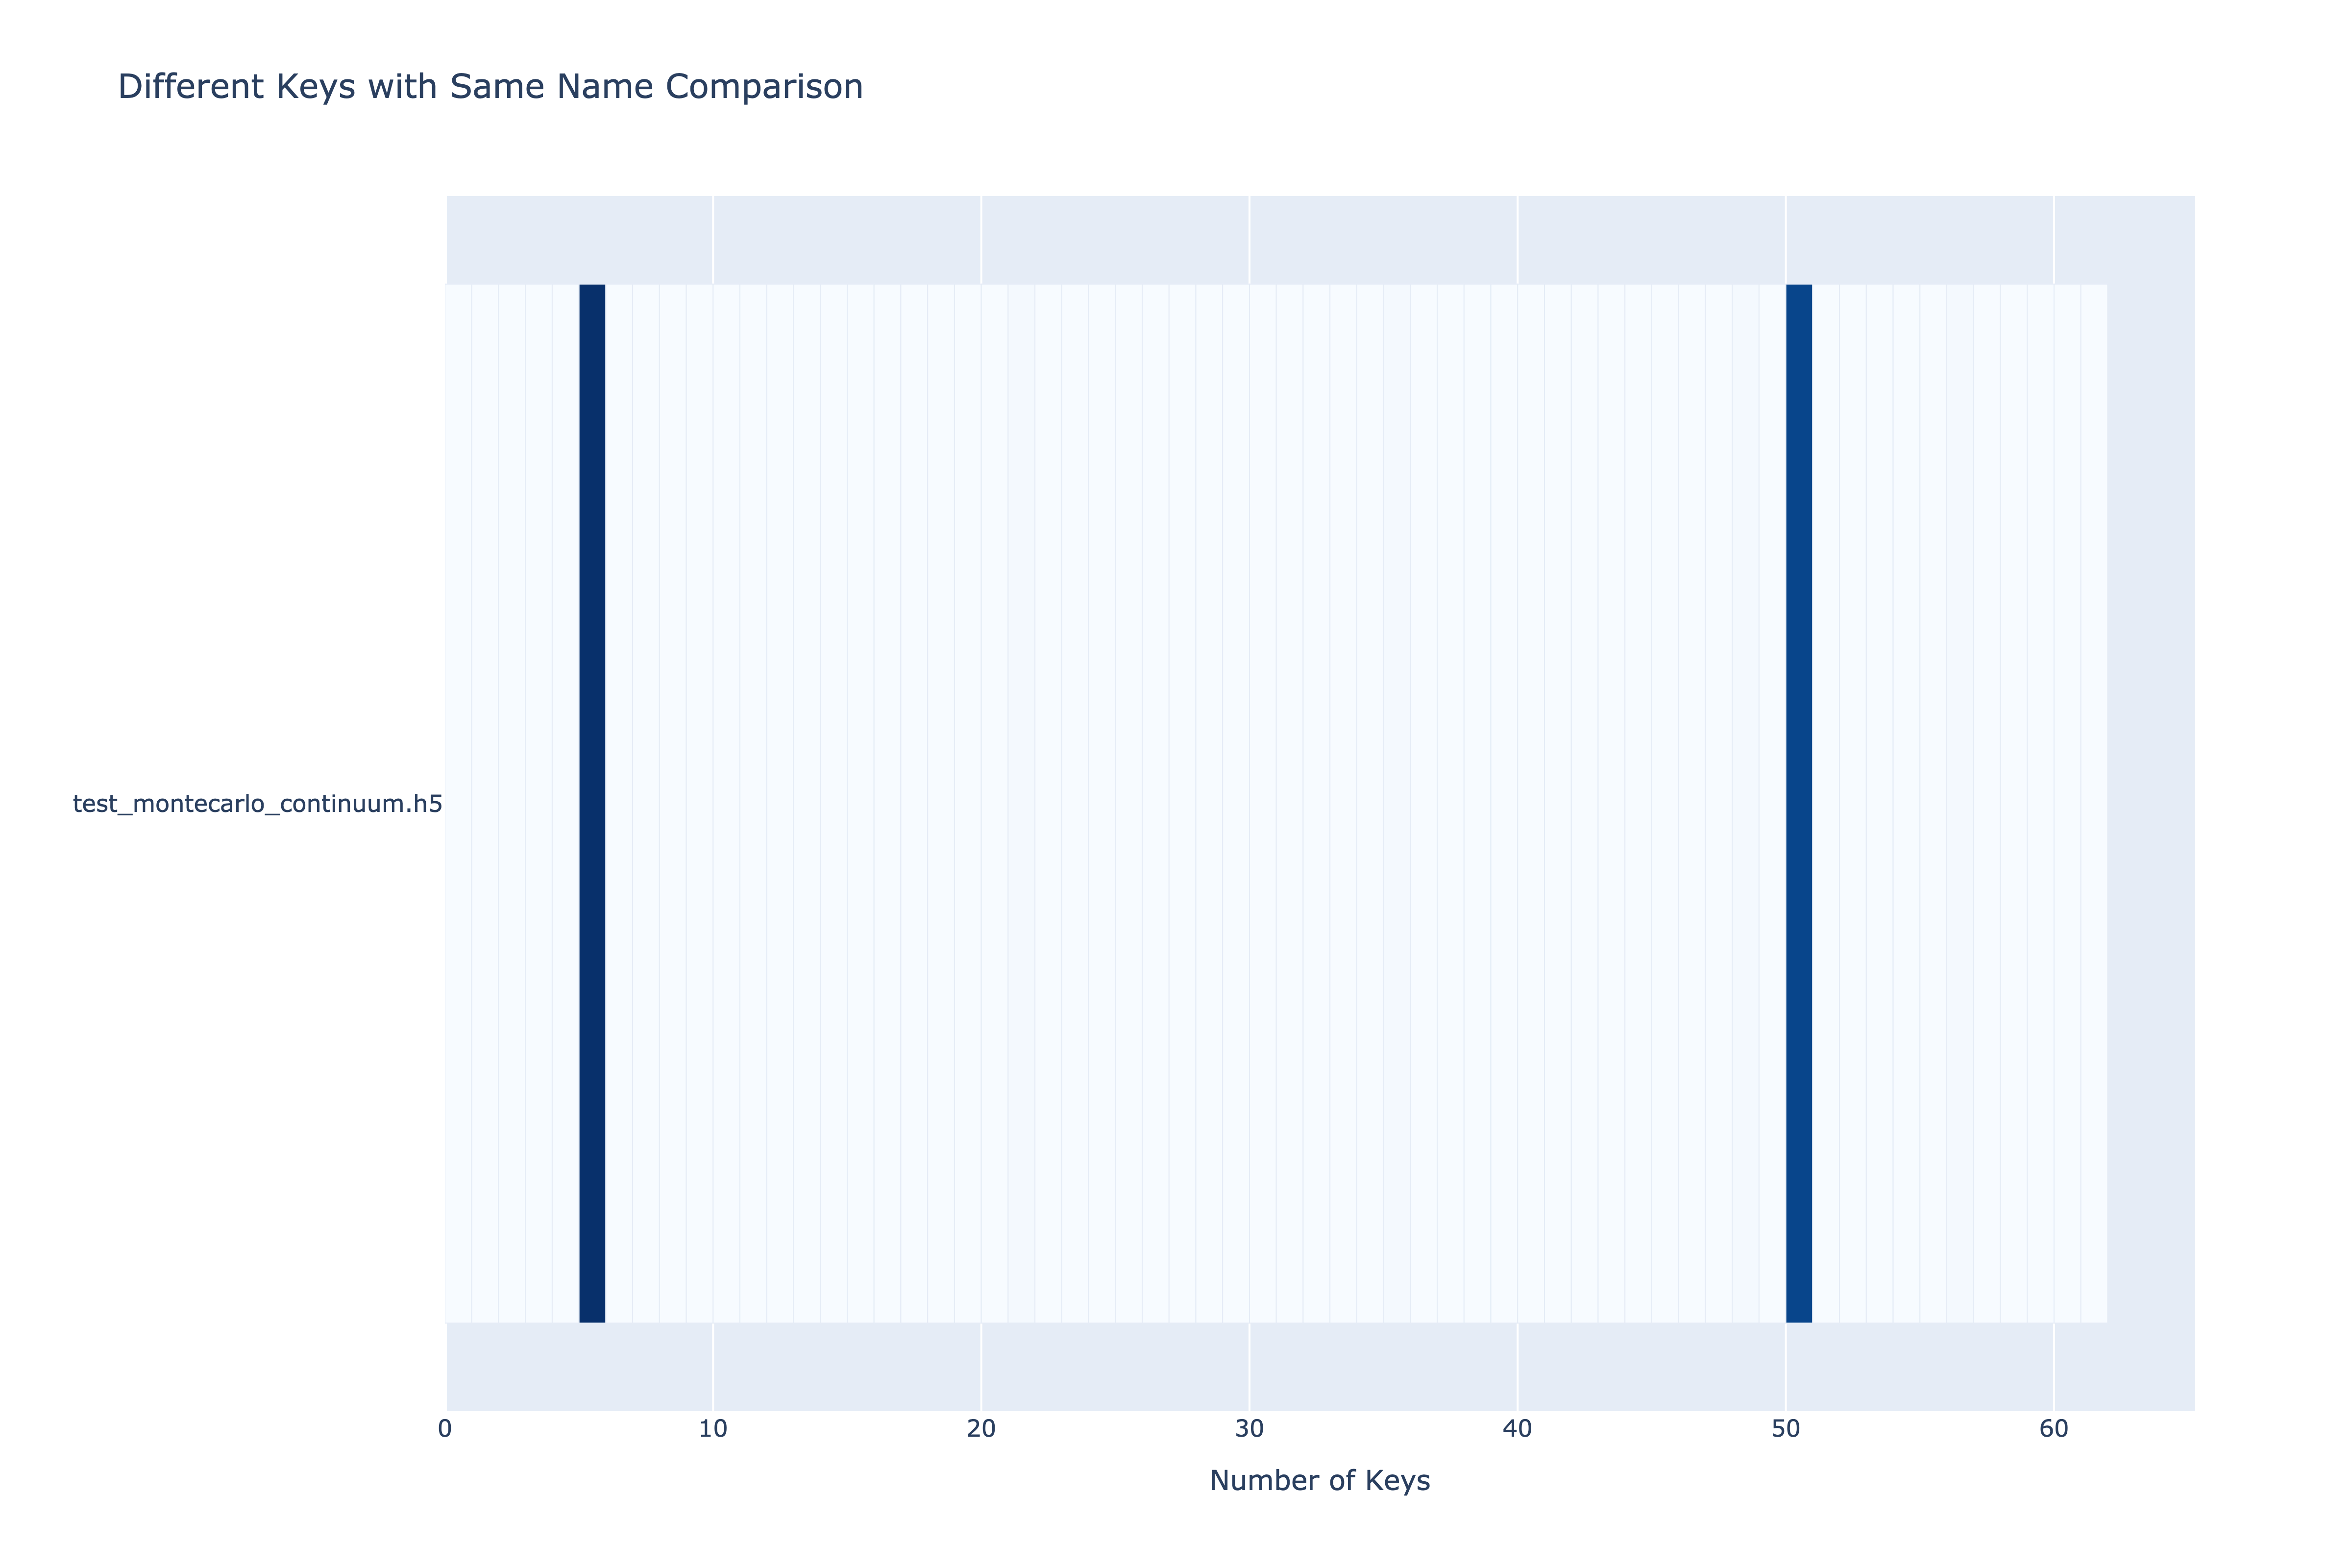 Different Keys with Same Name Comparison
test_montecarlo_continuum.h5
0 10 20 30 40 50 60
Number of Keys